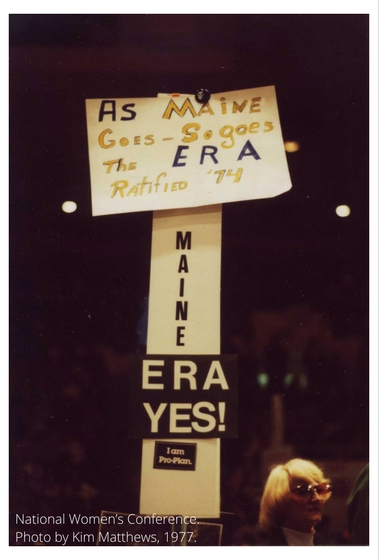 As MAiNE
Goes - So goes
The ERA
Ratified '74
MAINE
ERA
YES!
I am
Pro-Plan.
National Women's Conference.
Photo by Kim Matthews, 1977.